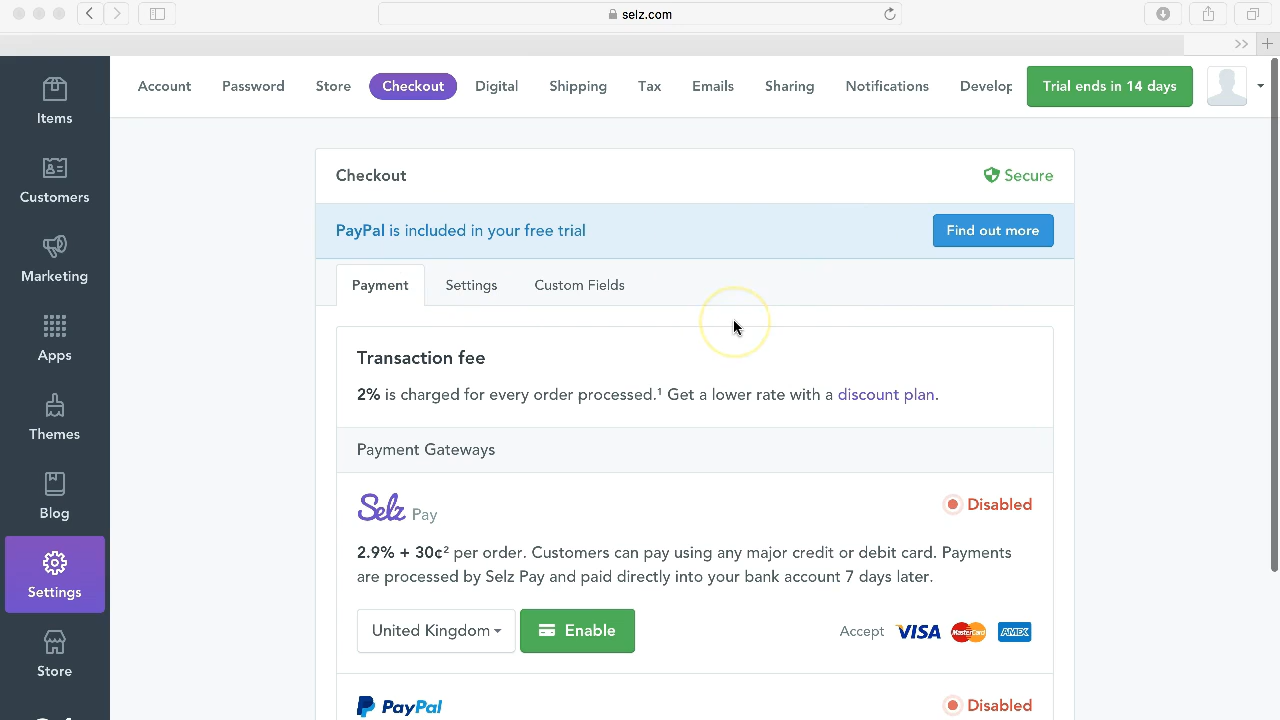 selz.com
Account Password Store Checkout Digital Shipping Tax Emails Sharing Notifications Develop Trial ends in 14 days
Items
Customers
Marketing
Apps
Themes
Blog
Settings
Store
Checkout Secure
PayPal is included in your free trial Find out more
Payment Settings Custom Fields
Transaction fee
2% is charged for every order processed.¹ Get a lower rate with a discount plan.
Payment Gateways
Selz Pay Disabled
2.9% + 30¢² per order. Customers can pay using any major credit or debit card. Payments
are processed by Selz Pay and paid directly into your bank account 7 days later.
United Kingdom Enable Accept VISA MasterCard AMEX
PayPal Disabled